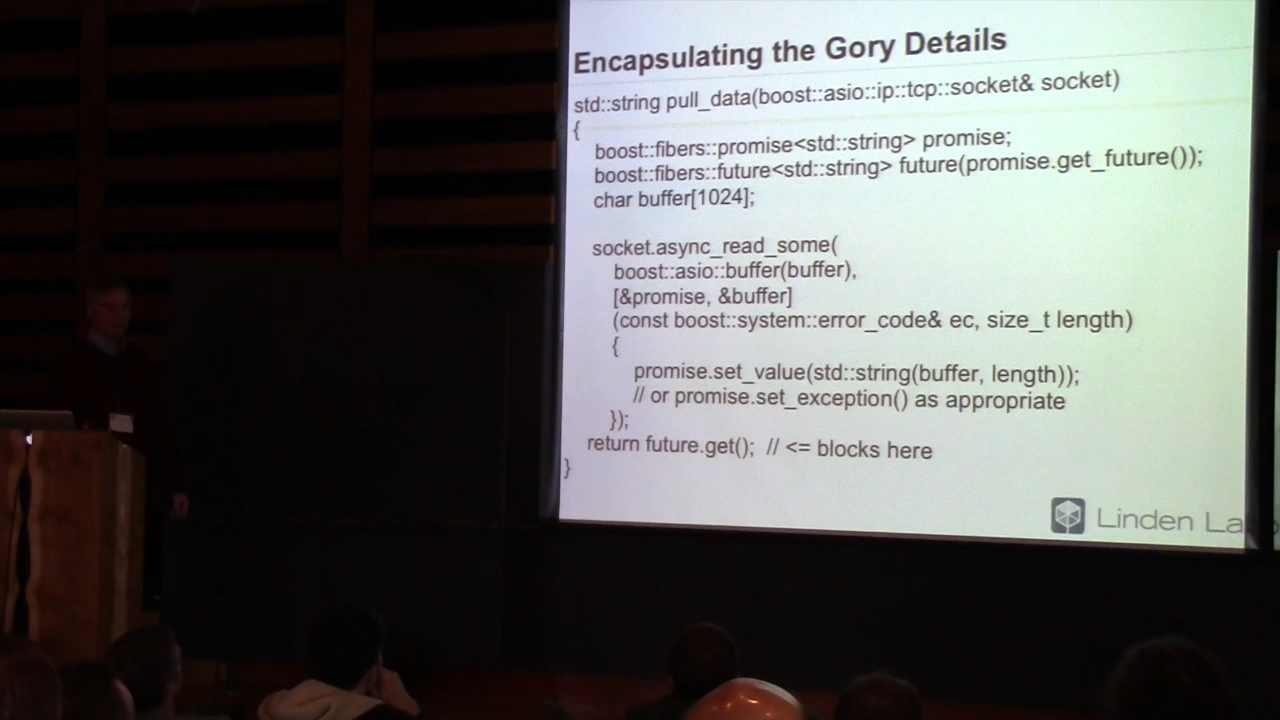 Encapsulating the Gory Details
std::string pull_data(boost::asio::ip::tcp::socket& socket)
{
boost::fibers::promise<std::string> promise;
boost::fibers::future<std::string> future(promise.get_future());
char buffer[1024];
socket.async_read_some(
boost::asio::buffer(buffer),
[&promise, &buffer]
(const boost::system::error_code& ec, size_t length)
{
promise.set_value(std::string(buffer, length));
// or promise.set_exception() as appropriate
});
return future.get(); // <= blocks here
}
Linden Lab